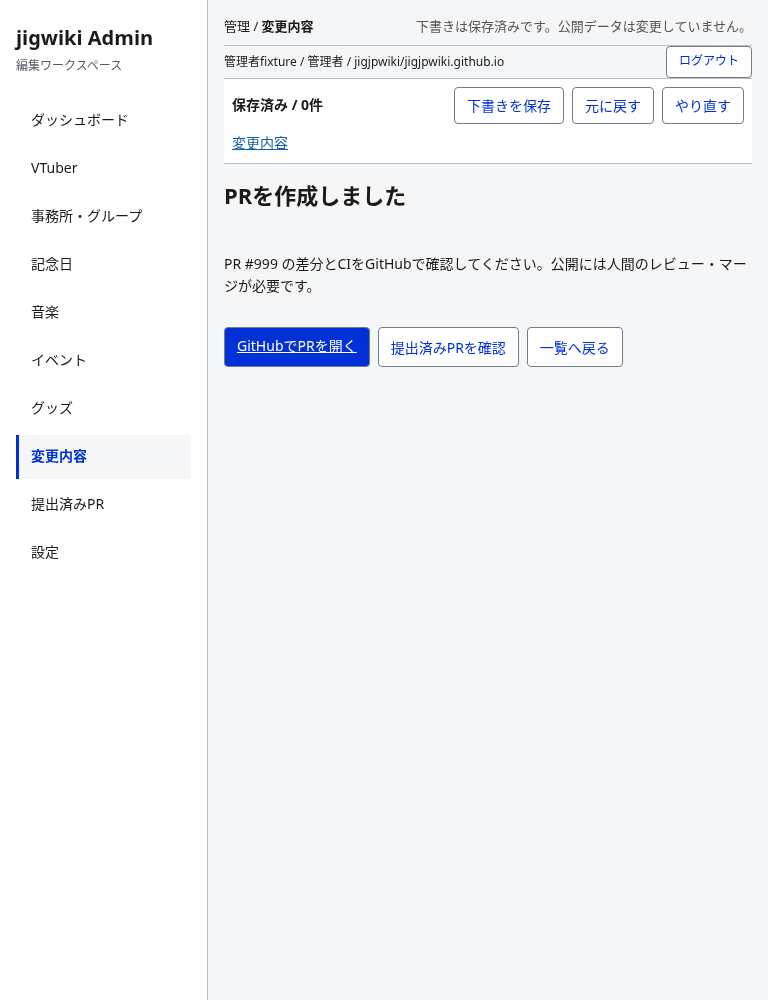 jigwiki Admin
編集ワークスペース
ダッシュボード
VTuber
事務所・グループ
記念日
音楽
イベント
グッズ
変更内容
提出済みPR
設定
管理 / 変更内容
下書きは保存済みです。公開データは変更していません。
管理者fixture / 管理者 / jigjpwiki/jigjpwiki.github.io
ログアウト
保存済み / 0件
下書きを保存
元に戻す
やり直す
変更内容
PRを作成しました
PR #999 の差分とCIをGitHubで確認してください。公開には人間のレビュー・マー
ジが必要です。
GitHubでPRを開く
提出済みPRを確認
一覧へ戻る